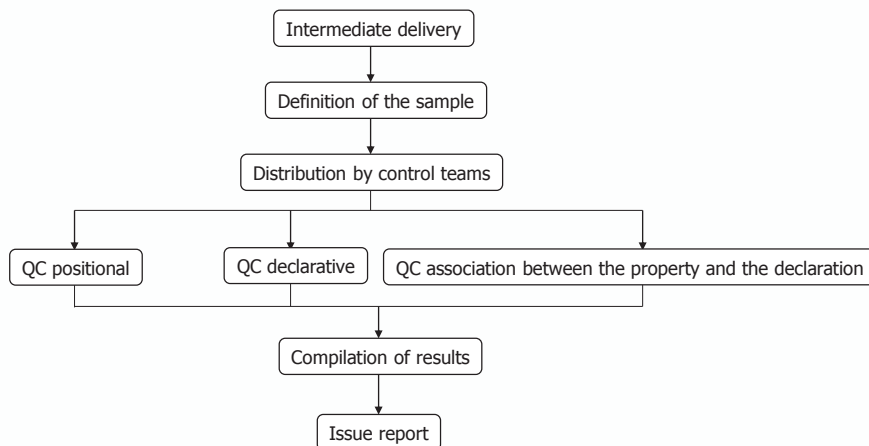 Intermediate delivery
Definition of the sample
Distribution by control teams
QC positional
QC declarative
QC association between the property and the declaration
Compilation of results
Issue report